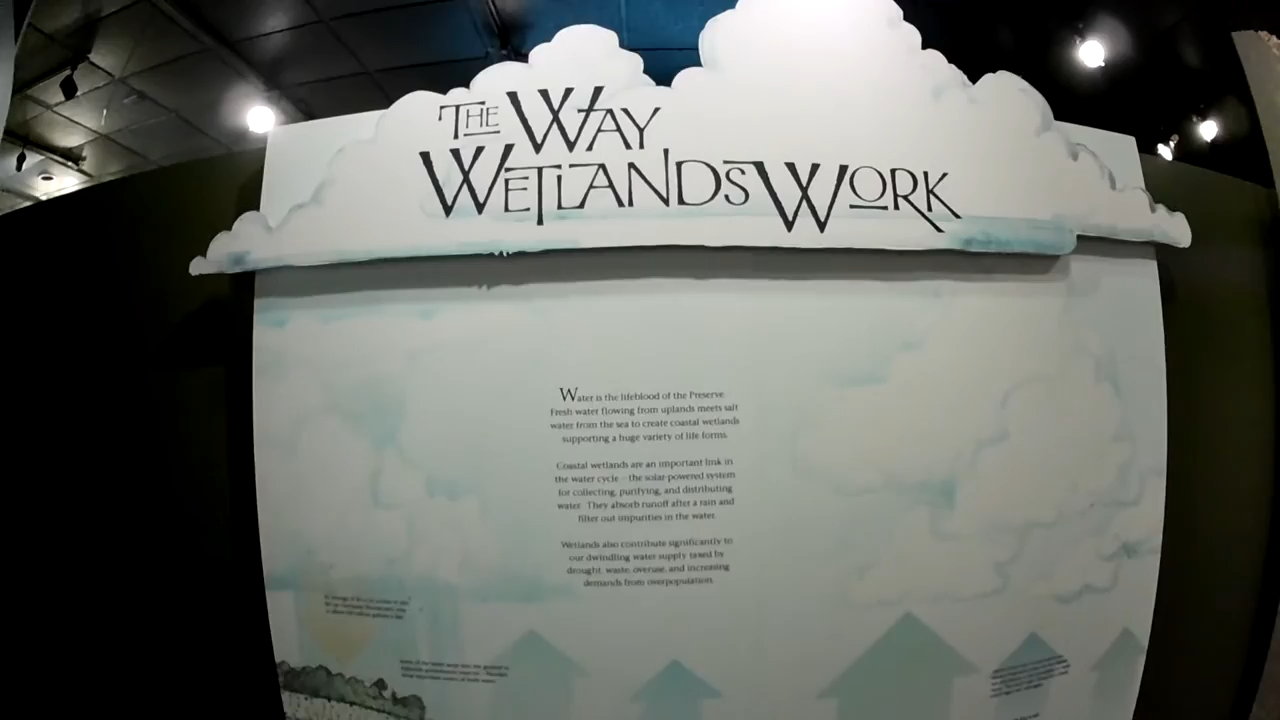 THE WAY
WETLANDS WORK
Water is the lifeblood of the Preserve.
Fresh water flowing from uplands meets salt
water from the sea to create coastal wetlands
supporting a huge variety of life forms.
Coastal wetlands are an important link in
the water cycle - the solar-powered system
for collecting, purifying, and distributing
water. They absorb runoff after a rain and
filter out impurities in the water.
Wetlands also contribute significantly to
our dwindling water supply taxed by
drought, waste, overuse, and increasing
demands from overpopulation.